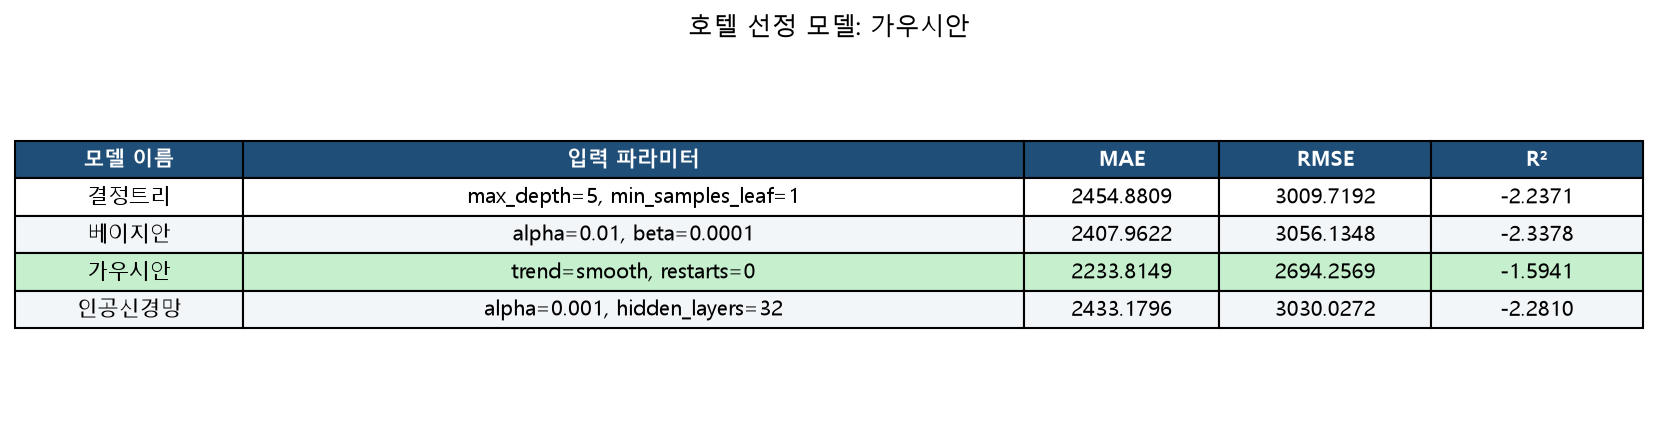 호텔 선정 모델: 가우시안
모델 이름 입력 파라미터 MAE RMSE R²
결정트리 max_depth=5, min_samples_leaf=1 2454.8809 3009.7192 -2.2371
베이지안 alpha=0.01, beta=0.0001 2407.9622 3056.1348 -2.3378
가우시안 trend=smooth, restarts=0 2233.8149 2694.2569 -1.5941
인공신경망 alpha=0.001, hidden_layers=32 2433.1796 3030.0272 -2.2810